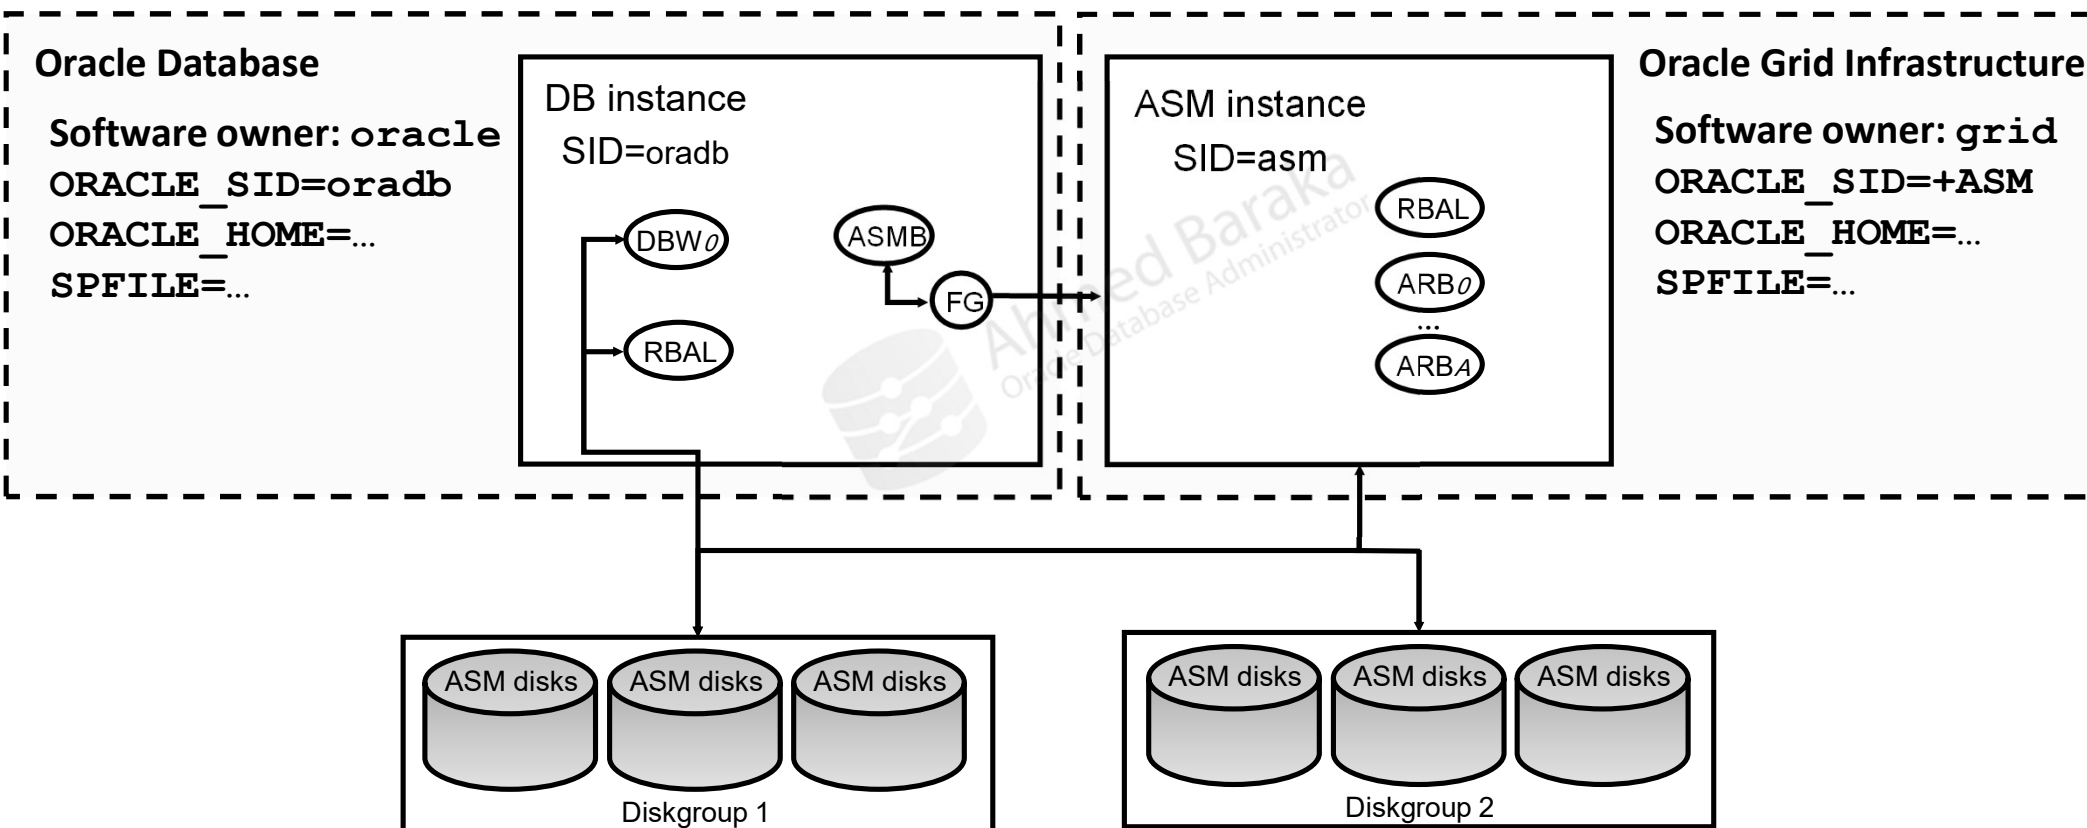 Oracle Database
Software owner: oracle
ORACLE_SID=oradb
ORACLE_HOME=...
SPFILE=...
DB instance
SID=oradb
DBW0
ASMB
FG
RBAL
ASM instance
SID=asm
RBAL
ARB0
...
ARBA
Oracle Grid Infrastructure
Software owner: grid
ORACLE_SID=+ASM
ORACLE_HOME=...
SPFILE=...
Ahmed Baraka
Oracle Database Administrator
ASM disks ASM disks ASM disks
Diskgroup 1
ASM disks ASM disks ASM disks
Diskgroup 2